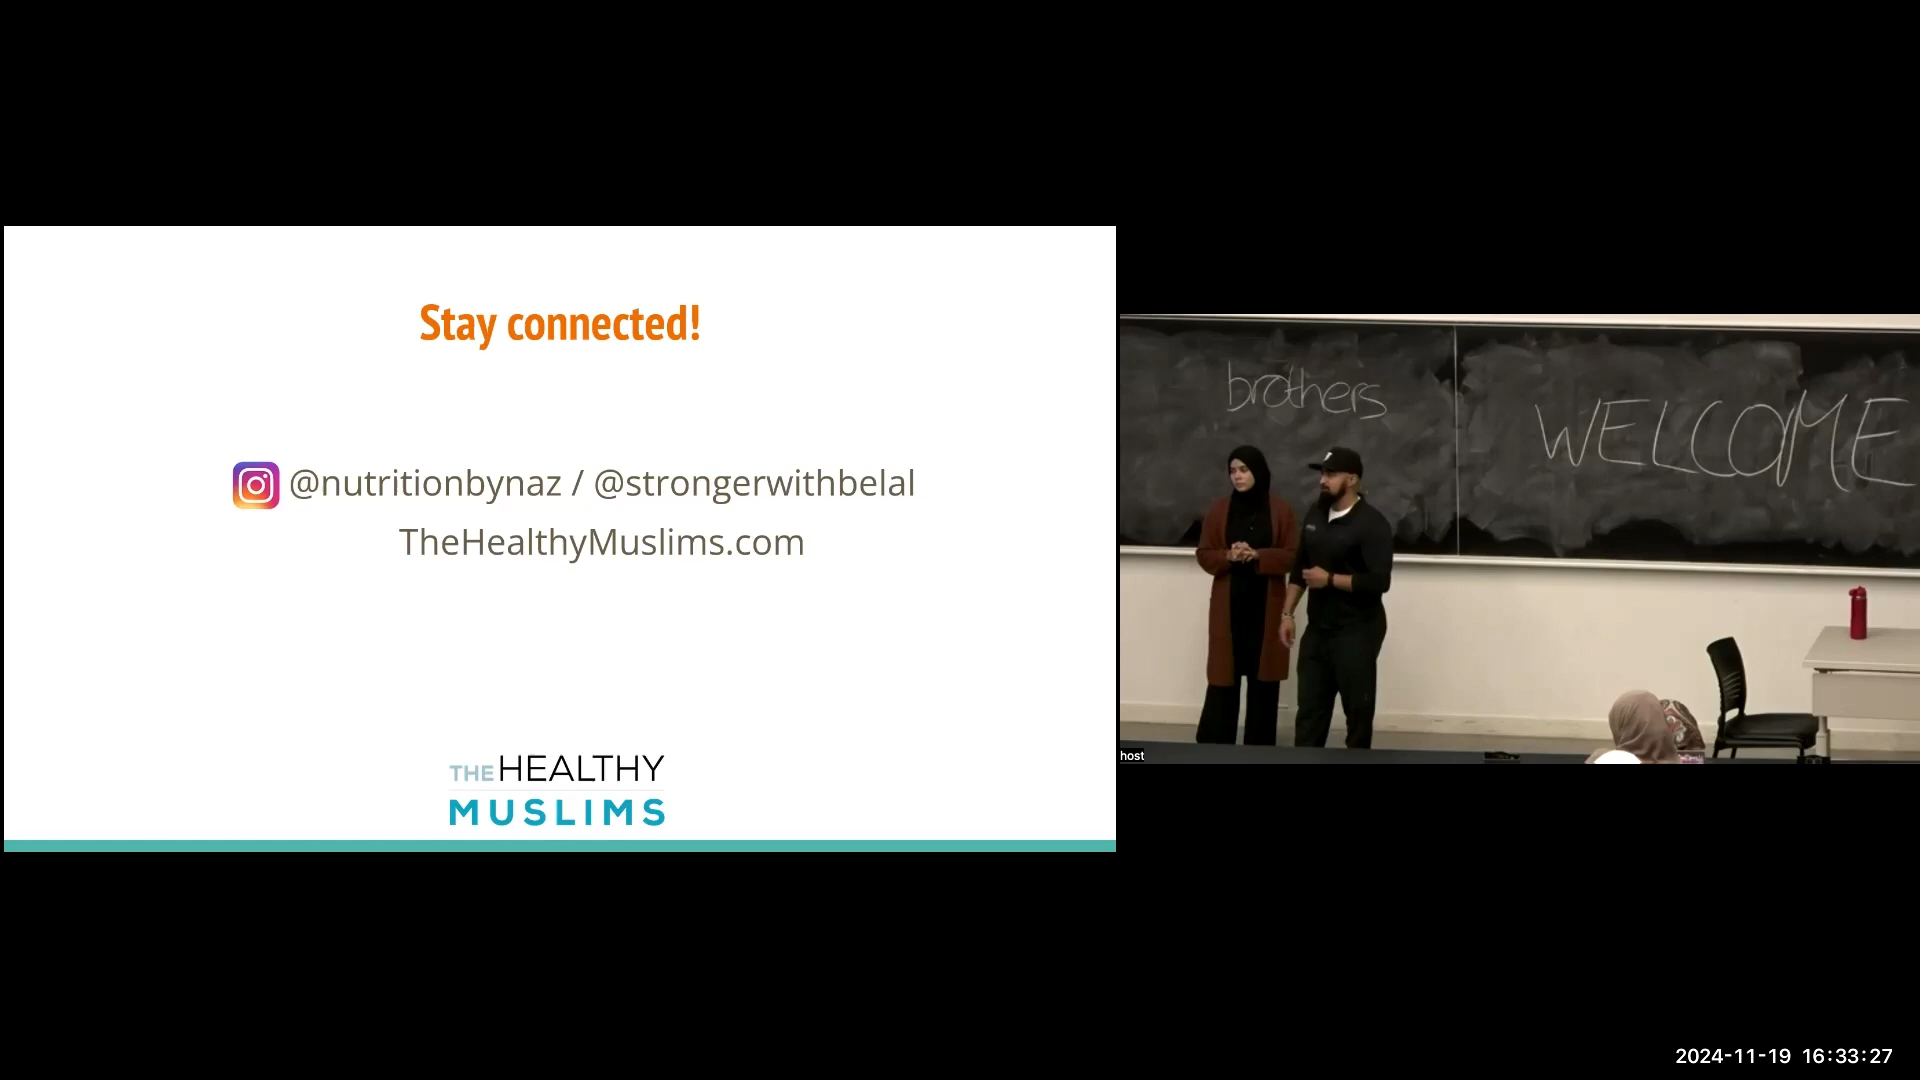 Stay connected!
@nutritionbynaz / @strongerwithbelal
TheHealthyMuslims.com
THE HEALTHY
MUSLIMS
brothers
WELCOME
host
2024-11-19 16:33:27